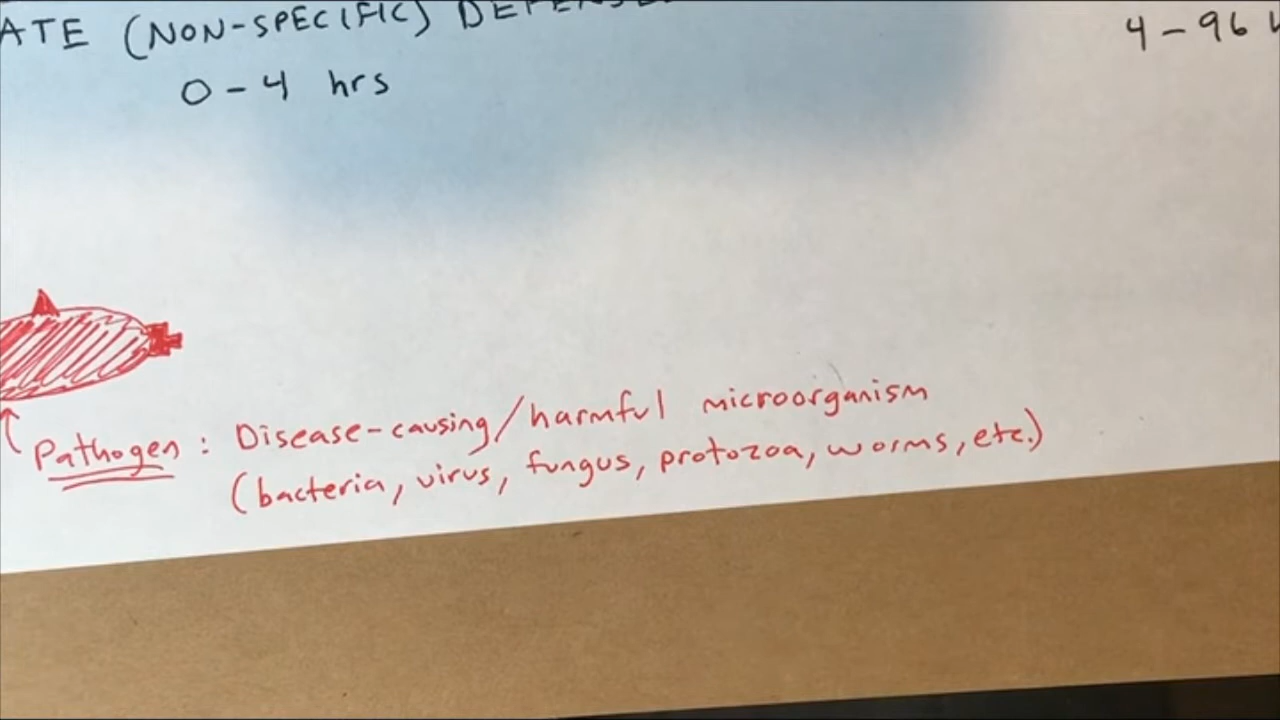 ATE (NON-SPECIFIC) DEFENSE
4-96
0-4 hrs
Pathogen: Disease-causing/harmful microorganism
(bacteria, virus, fungus, protozoa, worms, etc.)